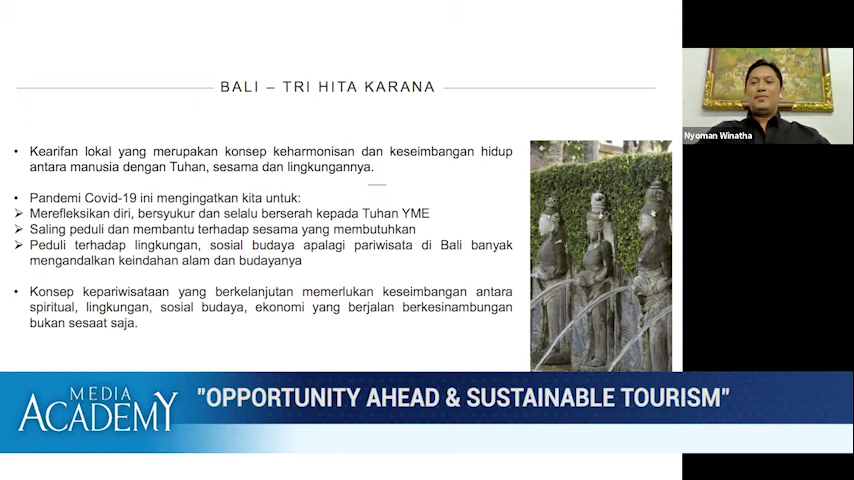 BALI – TRI HITA KARANA
• Kearifan lokal yang merupakan konsep keharmonisan dan keseimbangan hidup
antara manusia dengan Tuhan, sesama dan lingkungannya.
• Pandemi Covid-19 ini mengingatkan kita untuk:
➢ Merefleksikan diri, bersyukur dan selalu berserah kepada Tuhan YME
➢ Saling peduli dan membantu terhadap sesama yang membutuhkan
➢ Peduli terhadap lingkungan, sosial budaya apalagi pariwisata di Bali banyak
mengandalkan keindahan alam dan budayanya
• Konsep kepariwisataan yang berkelanjutan memerlukan keseimbangan antara
spiritual, lingkungan, sosial budaya, ekonomi yang berjalan berkesinambungan
bukan sesaat saja.
Nyoman Winatha
MEDIA
ACADEMY
"OPPORTUNITY AHEAD & SUSTAINABLE TOURISM"